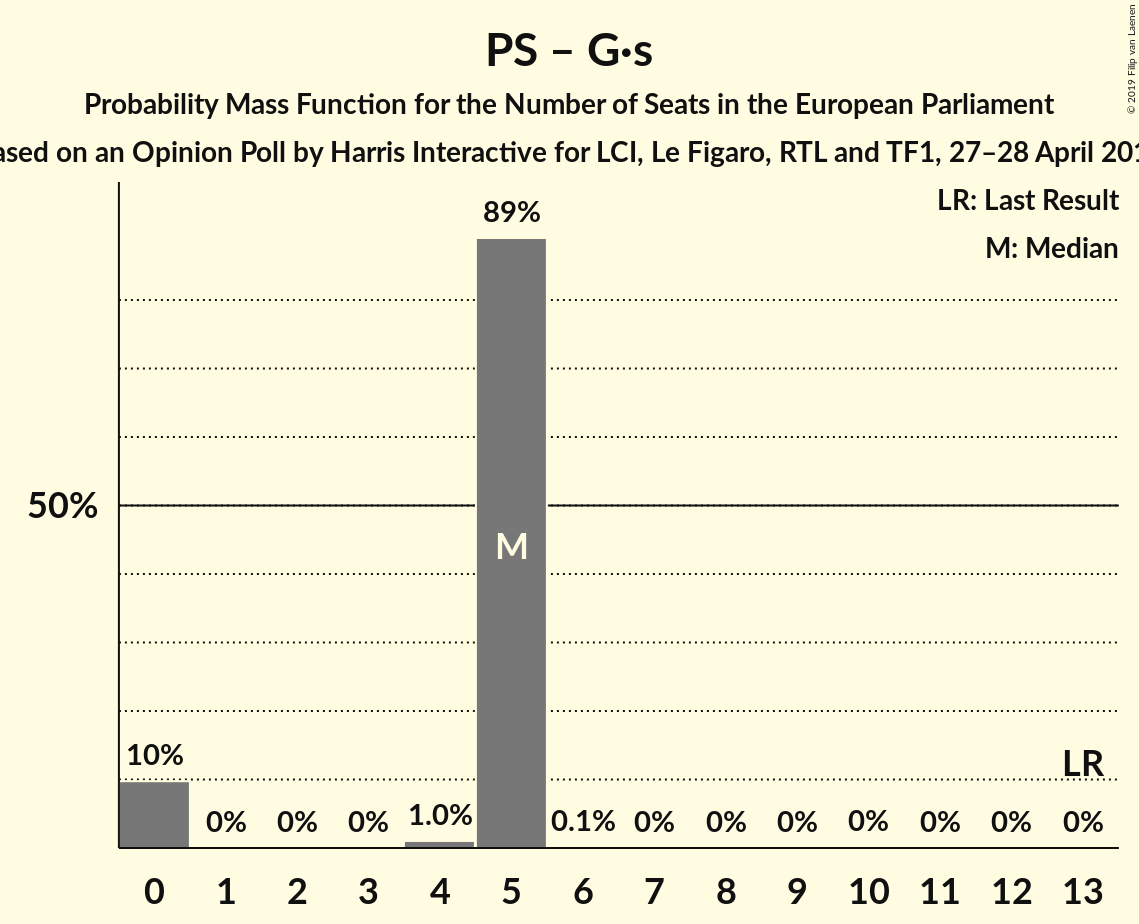 PS – G·s
Probability Mass Function for the Number of Seats in the European Parliament
ased on an Opinion Poll by Harris Interactive for LCI, Le Figaro, RTL and TF1, 27–28 April 201
© 2019 Filip van Laenen
LR: Last Result
M: Median
89%
50%
M
10%
0%
0%
0%
1.0%
0.1%
0%
0%
0%
0%
0%
0%
LR
0%
0 1 2 3 4 5 6 7 8 9 10 11 12 13